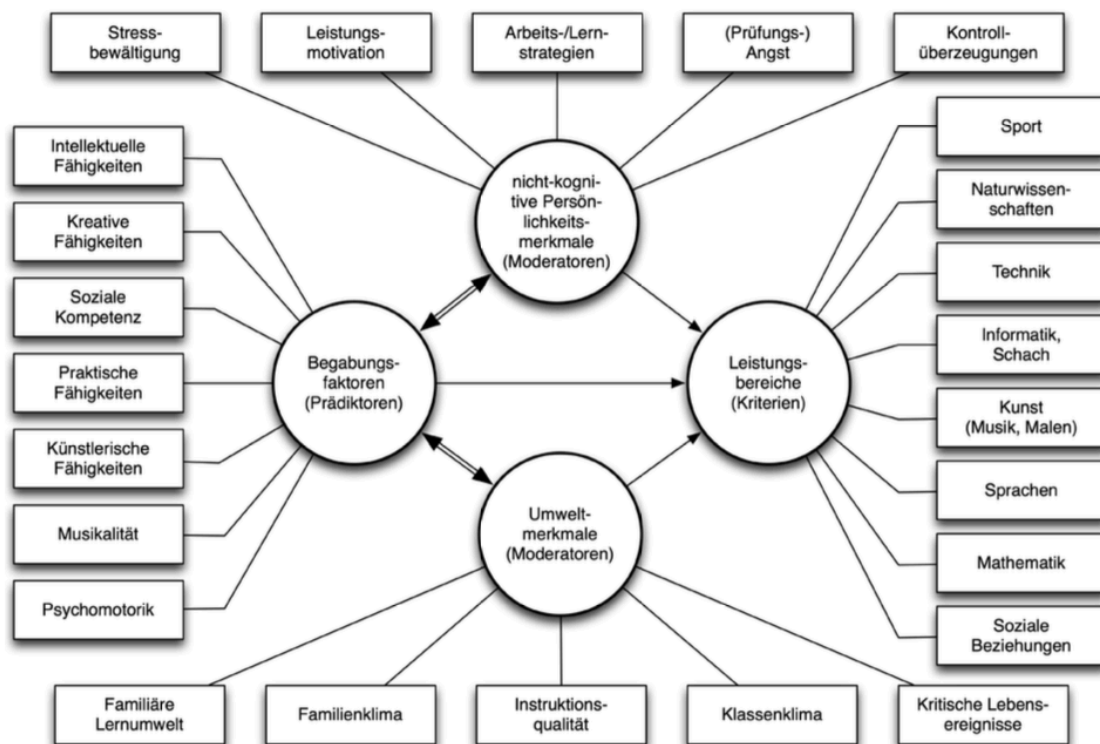 Stress-
bewältigung
Leistungs-
motivation
Arbeits-/Lern-
strategien
(Prüfungs-)
Angst
Kontroll-
überzeugungen
Intellektuelle
Fähigkeiten
Kreative
Fähigkeiten
Soziale
Kompetenz
Praktische
Fähigkeiten
Künstlerische
Fähigkeiten
Musikalität
Psychomotorik
nicht-kogni-
tive Persön-
lichkeits-
merkmale
(Moderatoren)
Begabungs-
faktoren
(Prädiktoren)
Leistungs-
bereiche
(Kriterien)
Umwelt-
merkmale
(Moderatoren)
Sport
Naturwissen-
schaften
Technik
Informatik,
Schach
Kunst
(Musik, Malen)
Sprachen
Mathematik
Soziale
Beziehungen
Familiäre
Lernumwelt
Familienklima
Instruktions-
qualität
Klassenklima
Kritische Lebens-
ereignisse